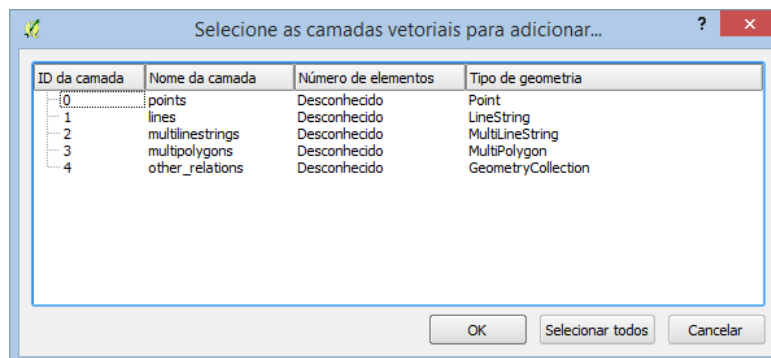 Selecione as camadas vetoriais para adicionar... ? ×
ID da camada Nome da camada Número de elementos Tipo de geometria
0 points Desconhecido Point
1 lines Desconhecido LineString
2 multilinestrings Desconhecido MultiLineString
3 multipolygons Desconhecido MultiPolygon
4 other_relations Desconhecido GeometryCollection
OK Selecionar todos Cancelar